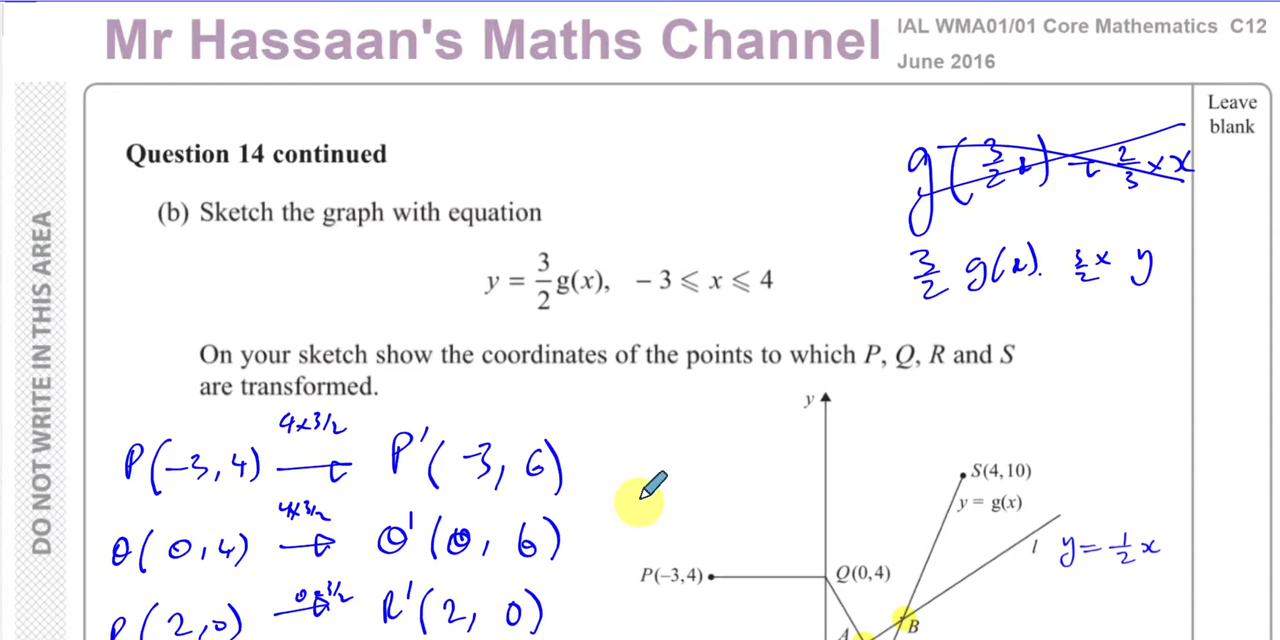 Mr Hassaan's Maths Channel
IAL WMA01/01 Core Mathematics C12
June 2016
Leave
blank
DO NOT WRITE IN THIS AREA
Question 14 continued
g(3/2 x) → 2/3 × x
(b) Sketch the graph with equation
y = 3/2 g(x), − 3 ⩽ x ⩽ 4
3/2 g(x). 3/2 × y
On your sketch show the coordinates of the points to which P, Q, R and S
are transformed.
4×3/2
P(−3,4) → P'(−3, 6)
4×3/2
Q(0,4) → Q'(0, 6)
0×3/2
R(2,0) → R'(2, 0)
y
S(4,10)
y = g(x)
l y = 1/2 x
P(−3,4)
Q(0,4)
A
B